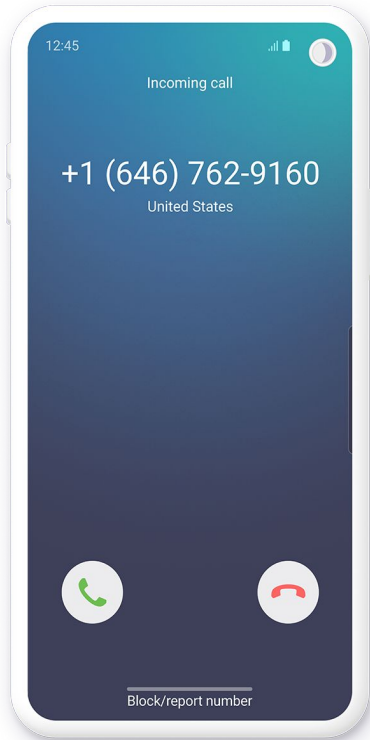 12:45
Incoming call
+1 (646) 762-9160
United States
Block/report number